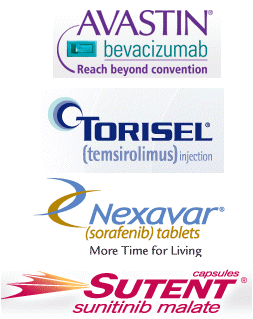 AVASTIN®
bevacizumab
Reach beyond convention
TORISEL®
(temsirolimus) injection
Nexavar®
(sorafenib) tablets
More Time for Living
capsules
SUTENT®
sunitinib malate